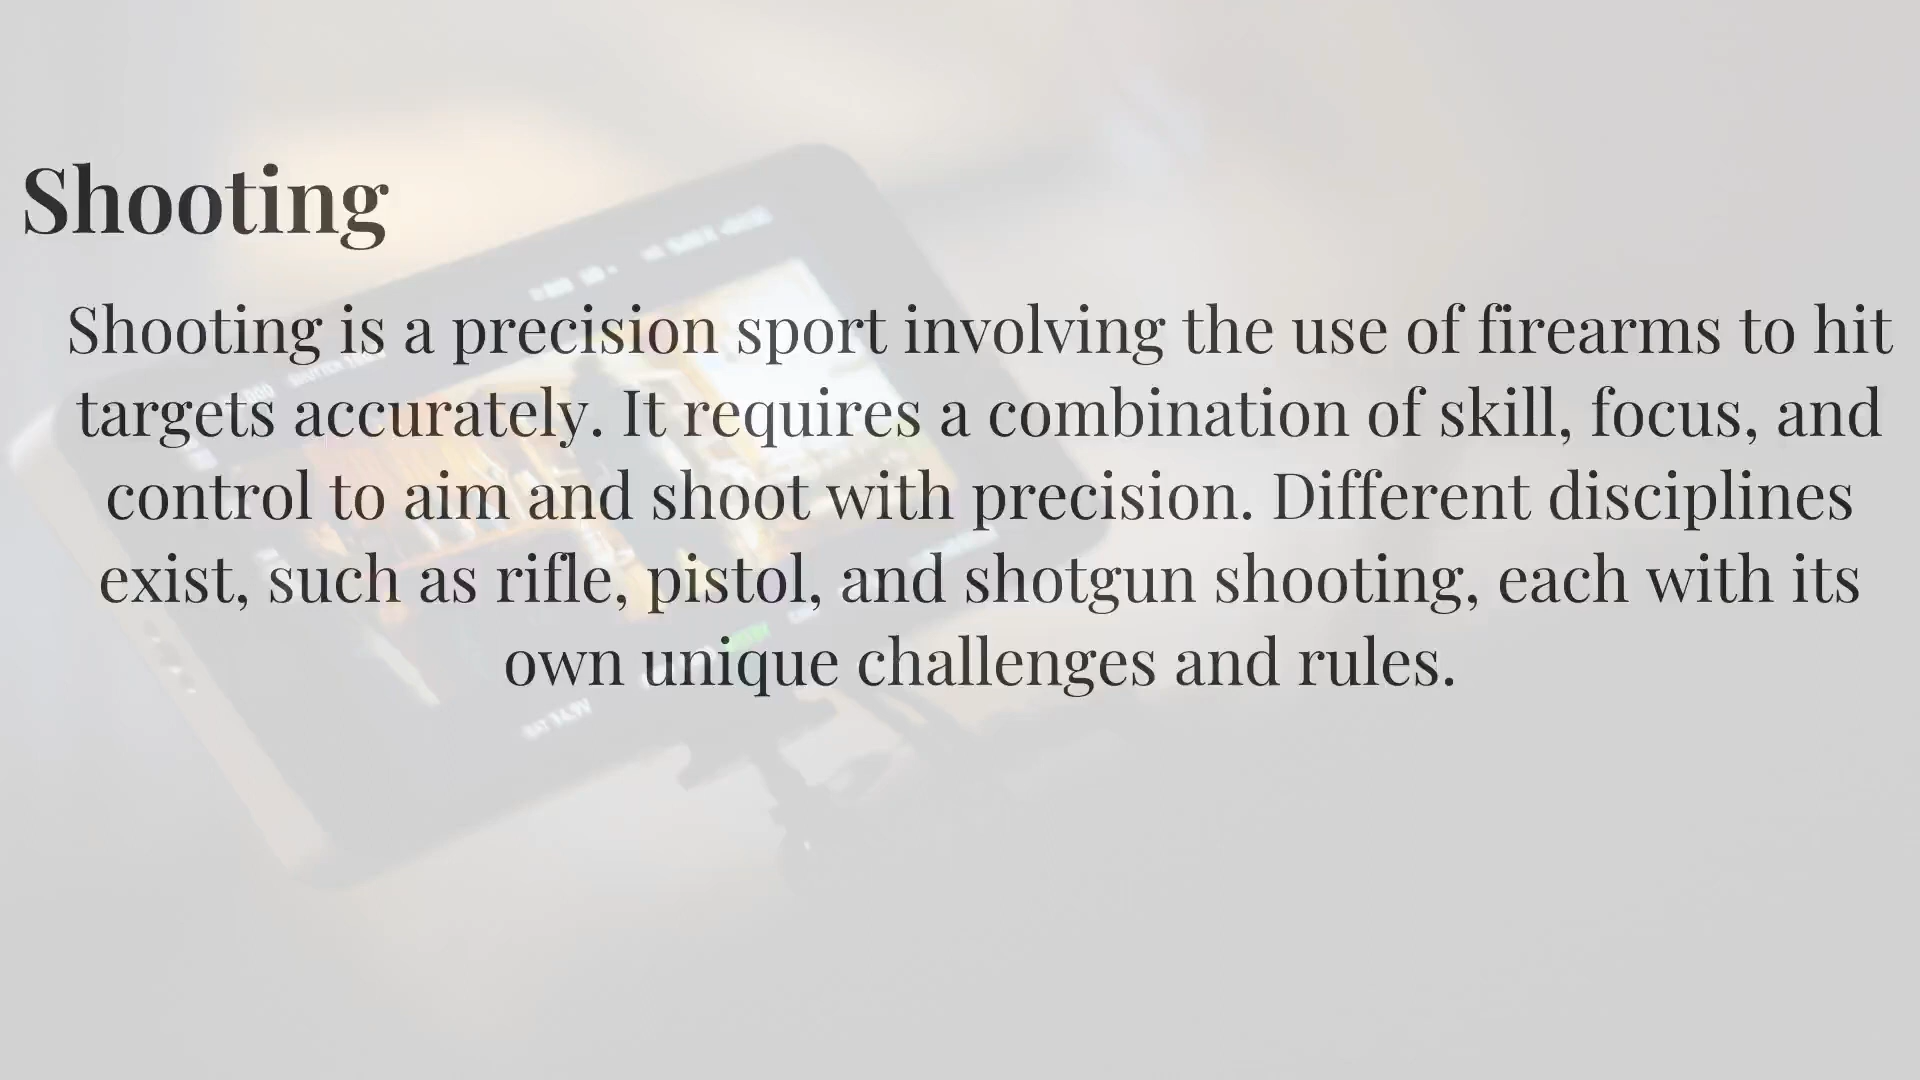 Shooting
Shooting is a precision sport involving the use of firearms to hit
targets accurately. It requires a combination of skill, focus, and
control to aim and shoot with precision. Different disciplines
exist, such as rifle, pistol, and shotgun shooting, each with its
own unique challenges and rules.